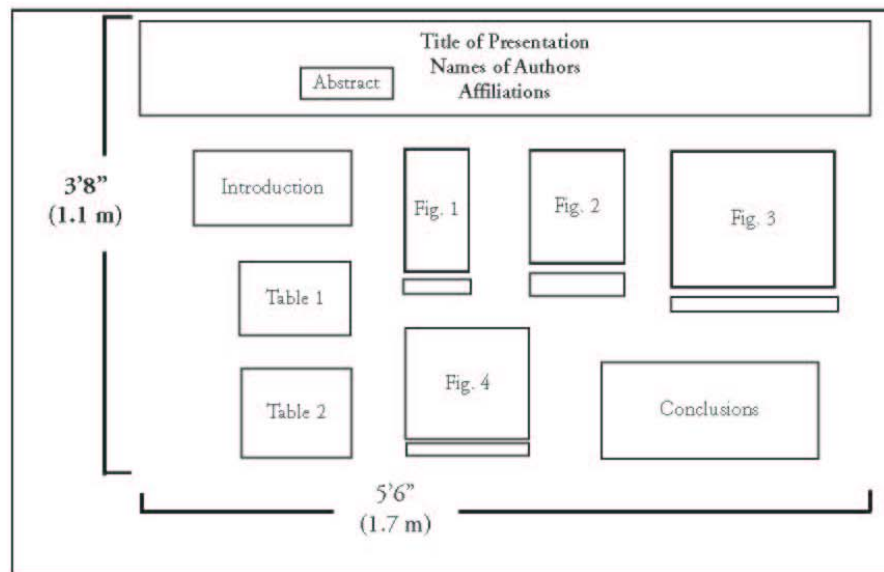 Title of Presentation
Names of Authors
Abstract
Affiliations
3’8”
(1.1 m)
Introduction
Fig. 1
Fig. 2
Fig. 3
Table 1
Table 2
Fig. 4
Conclusions
5’6”
(1.7 m)